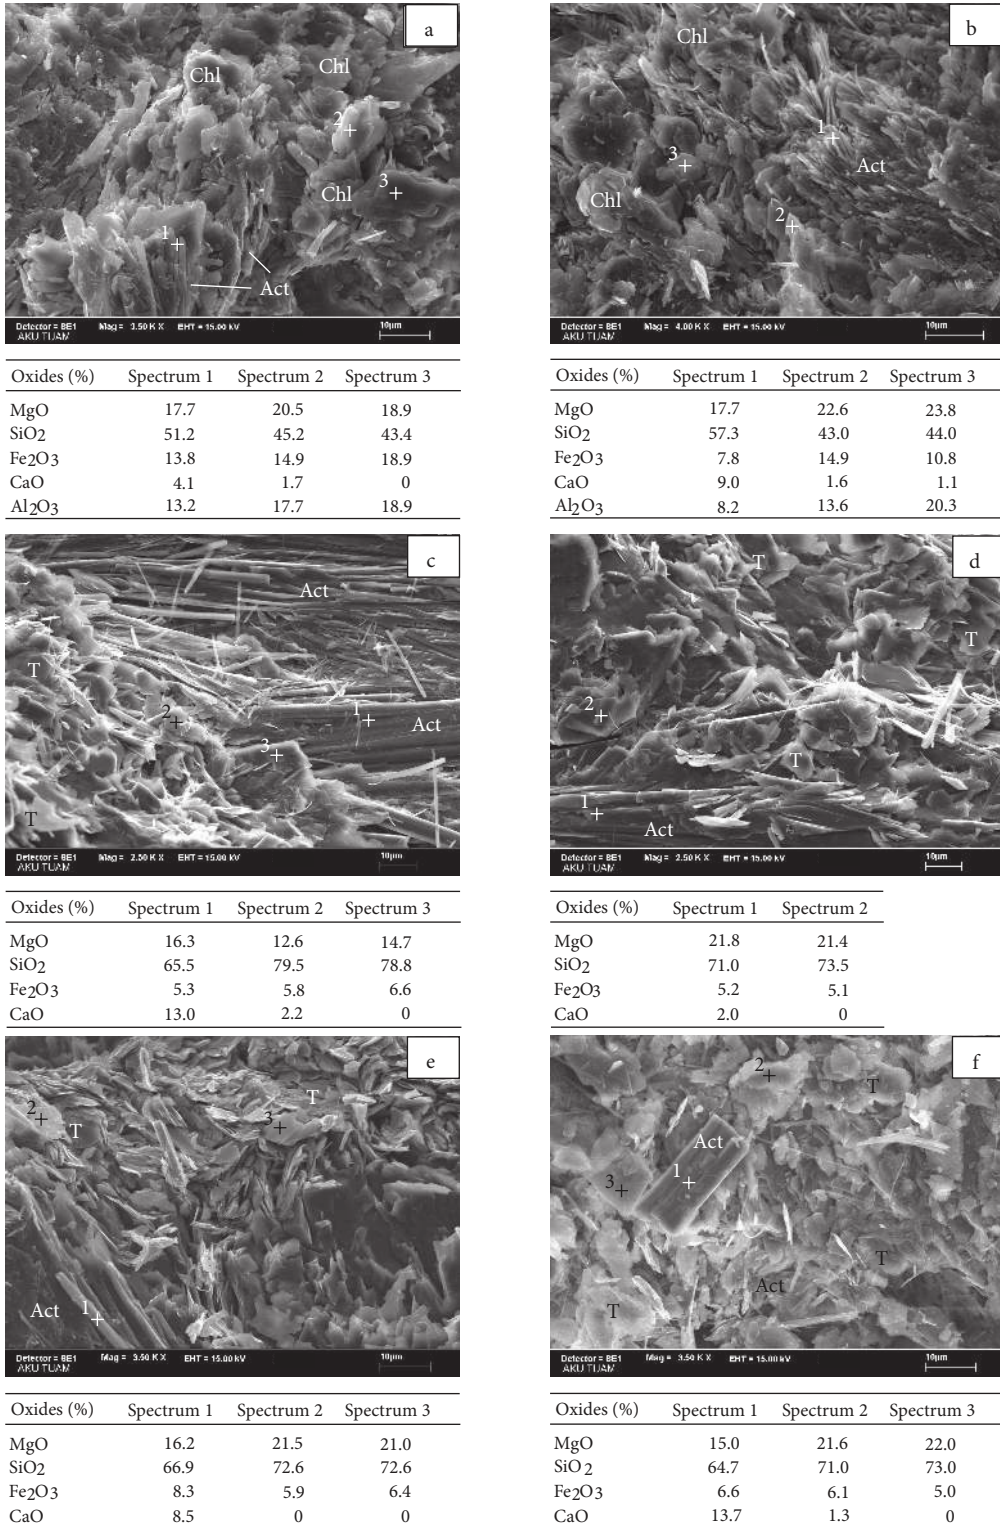 a
Chl
Chl
2
3
Chl
1
Act
Detector = BE1 Mag = 3.50 K X EHT = 15.00 kV 10µm
AKU TUAM
Oxides (%) Spectrum 1 Spectrum 2 Spectrum 3
MgO 17.7 20.5 18.9
SiO2 51.2 45.2 43.4
Fe2O3 13.8 14.9 18.9
CaO 4.1 1.7 0
Al2O3 13.2 17.7 18.9
b
Chl
1
3
Act
Chl
2
Detector = BE1 Mag = 4.00 K X EHT = 15.00 kV 10µm
AKU TUAM
Oxides (%) Spectrum 1 Spectrum 2 Spectrum 3
MgO 17.7 22.6 23.8
SiO2 57.3 43.0 44.0
Fe2O3 7.8 14.9 10.8
CaO 9.0 1.6 1.1
Al2O3 8.2 13.6 20.3
c
Act
T
2
1
Act
3
T
Detector = BE1 Mag = 2.50 K X EHT = 15.00 kV 10µm
AKU TUAM
Oxides (%) Spectrum 1 Spectrum 2 Spectrum 3
MgO 16.3 12.6 14.7
SiO2 65.5 79.5 78.8
Fe2O3 5.3 5.8 6.6
CaO 13.0 2.2 0
d
T
T
2
T
1
Act
Detector = BE1 Mag = 2.50 K X EHT = 15.00 kV 10µm
AKU TUAM
Oxides (%) Spectrum 1 Spectrum 2
MgO 21.8 21.4
SiO2 71.0 73.5
Fe2O3 5.2 5.1
CaO 2.0 0
e
2
T
T
3
Act
1
Detector = BE1 Mag = 3.50 K X EHT = 15.00 kV 10µm
AKU TUAM
Oxides (%) Spectrum 1 Spectrum 2 Spectrum 3
MgO 16.2 21.5 21.0
SiO2 66.9 72.6 72.6
Fe2O3 8.3 5.9 6.4
CaO 8.5 0 0
f
2
T
Act
1
3
T
Act
T
Detector = BE1 Mag = 3.50 K X EHT = 15.00 kV 10µm
AKU TUAM
Oxides (%) Spectrum 1 Spectrum 2 Spectrum 3
MgO 15.0 21.6 22.0
SiO2 64.7 71.0 73.0
Fe2O3 6.6 6.1 5.0
CaO 13.7 1.3 0